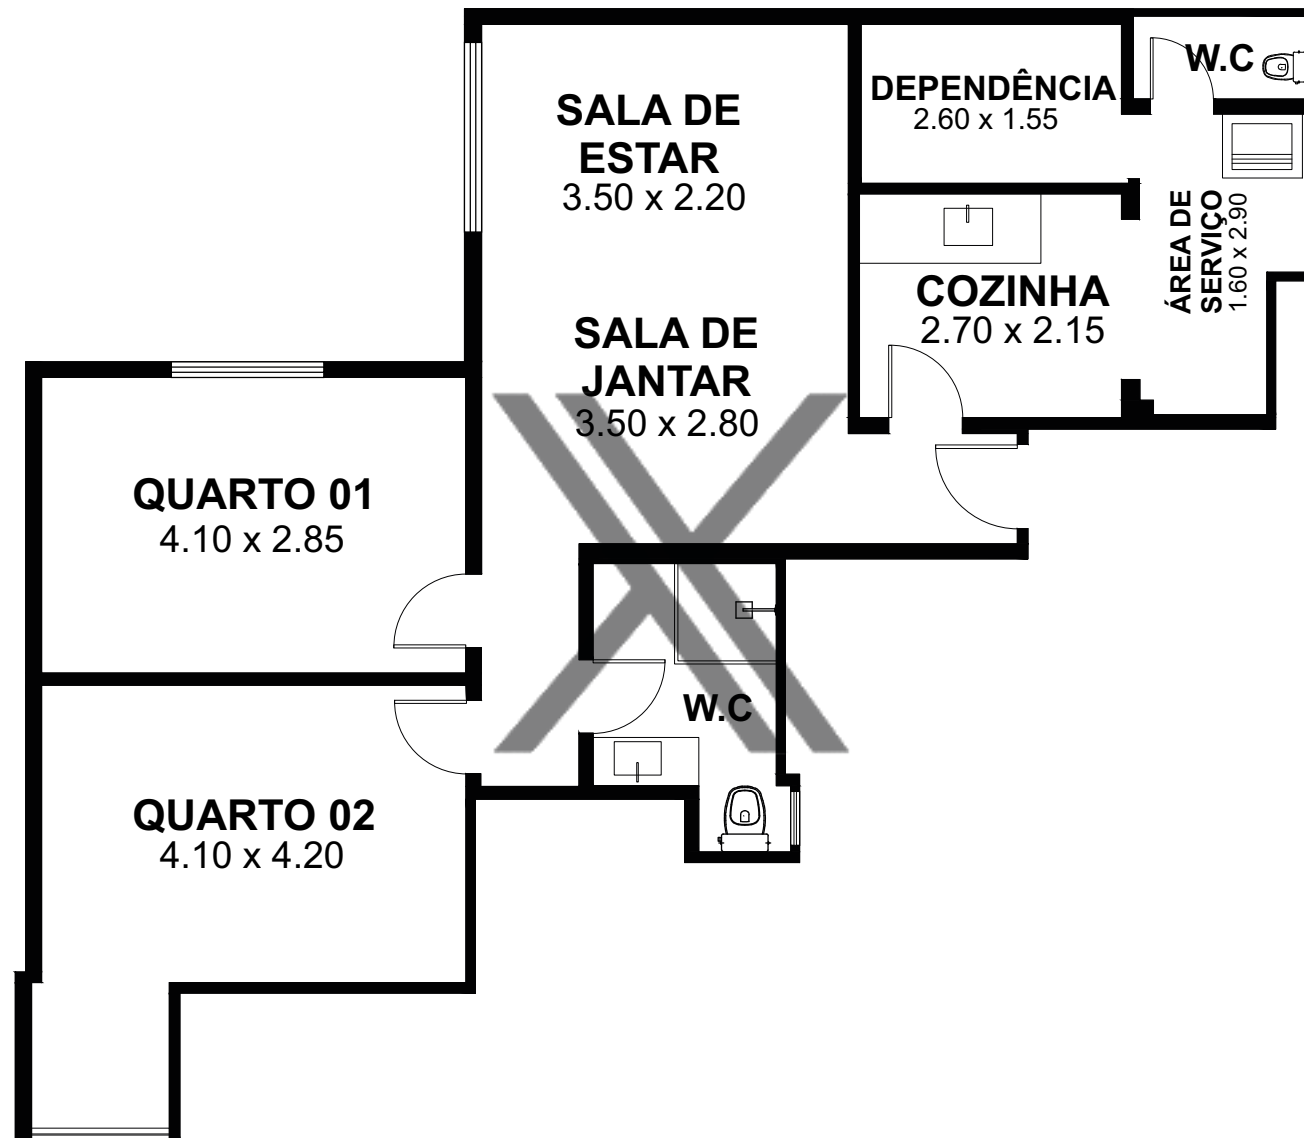 SALA DE
ESTAR
3.50 x 2.20
DEPENDÊNCIA
2.60 x 1.55
W.C
ÁREA DE
SERVIÇO
1.60 x 2.90
COZINHA
2.70 x 2.15
SALA DE
JANTAR
3.50 x 2.80
QUARTO 01
4.10 x 2.85
W.C
QUARTO 02
4.10 x 4.20